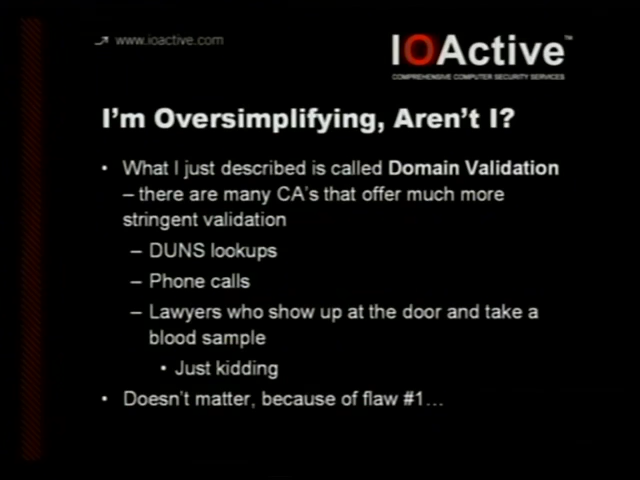 www.ioactive.com
IOActive™
COMPREHENSIVE COMPUTER SECURITY SERVICES
I'm Oversimplifying, Aren't I?
• What I just described is called Domain Validation
– there are many CA's that offer much more
stringent validation
– DUNS lookups
– Phone calls
– Lawyers who show up at the door and take a
blood sample
• Just kidding
• Doesn't matter, because of flaw #1…